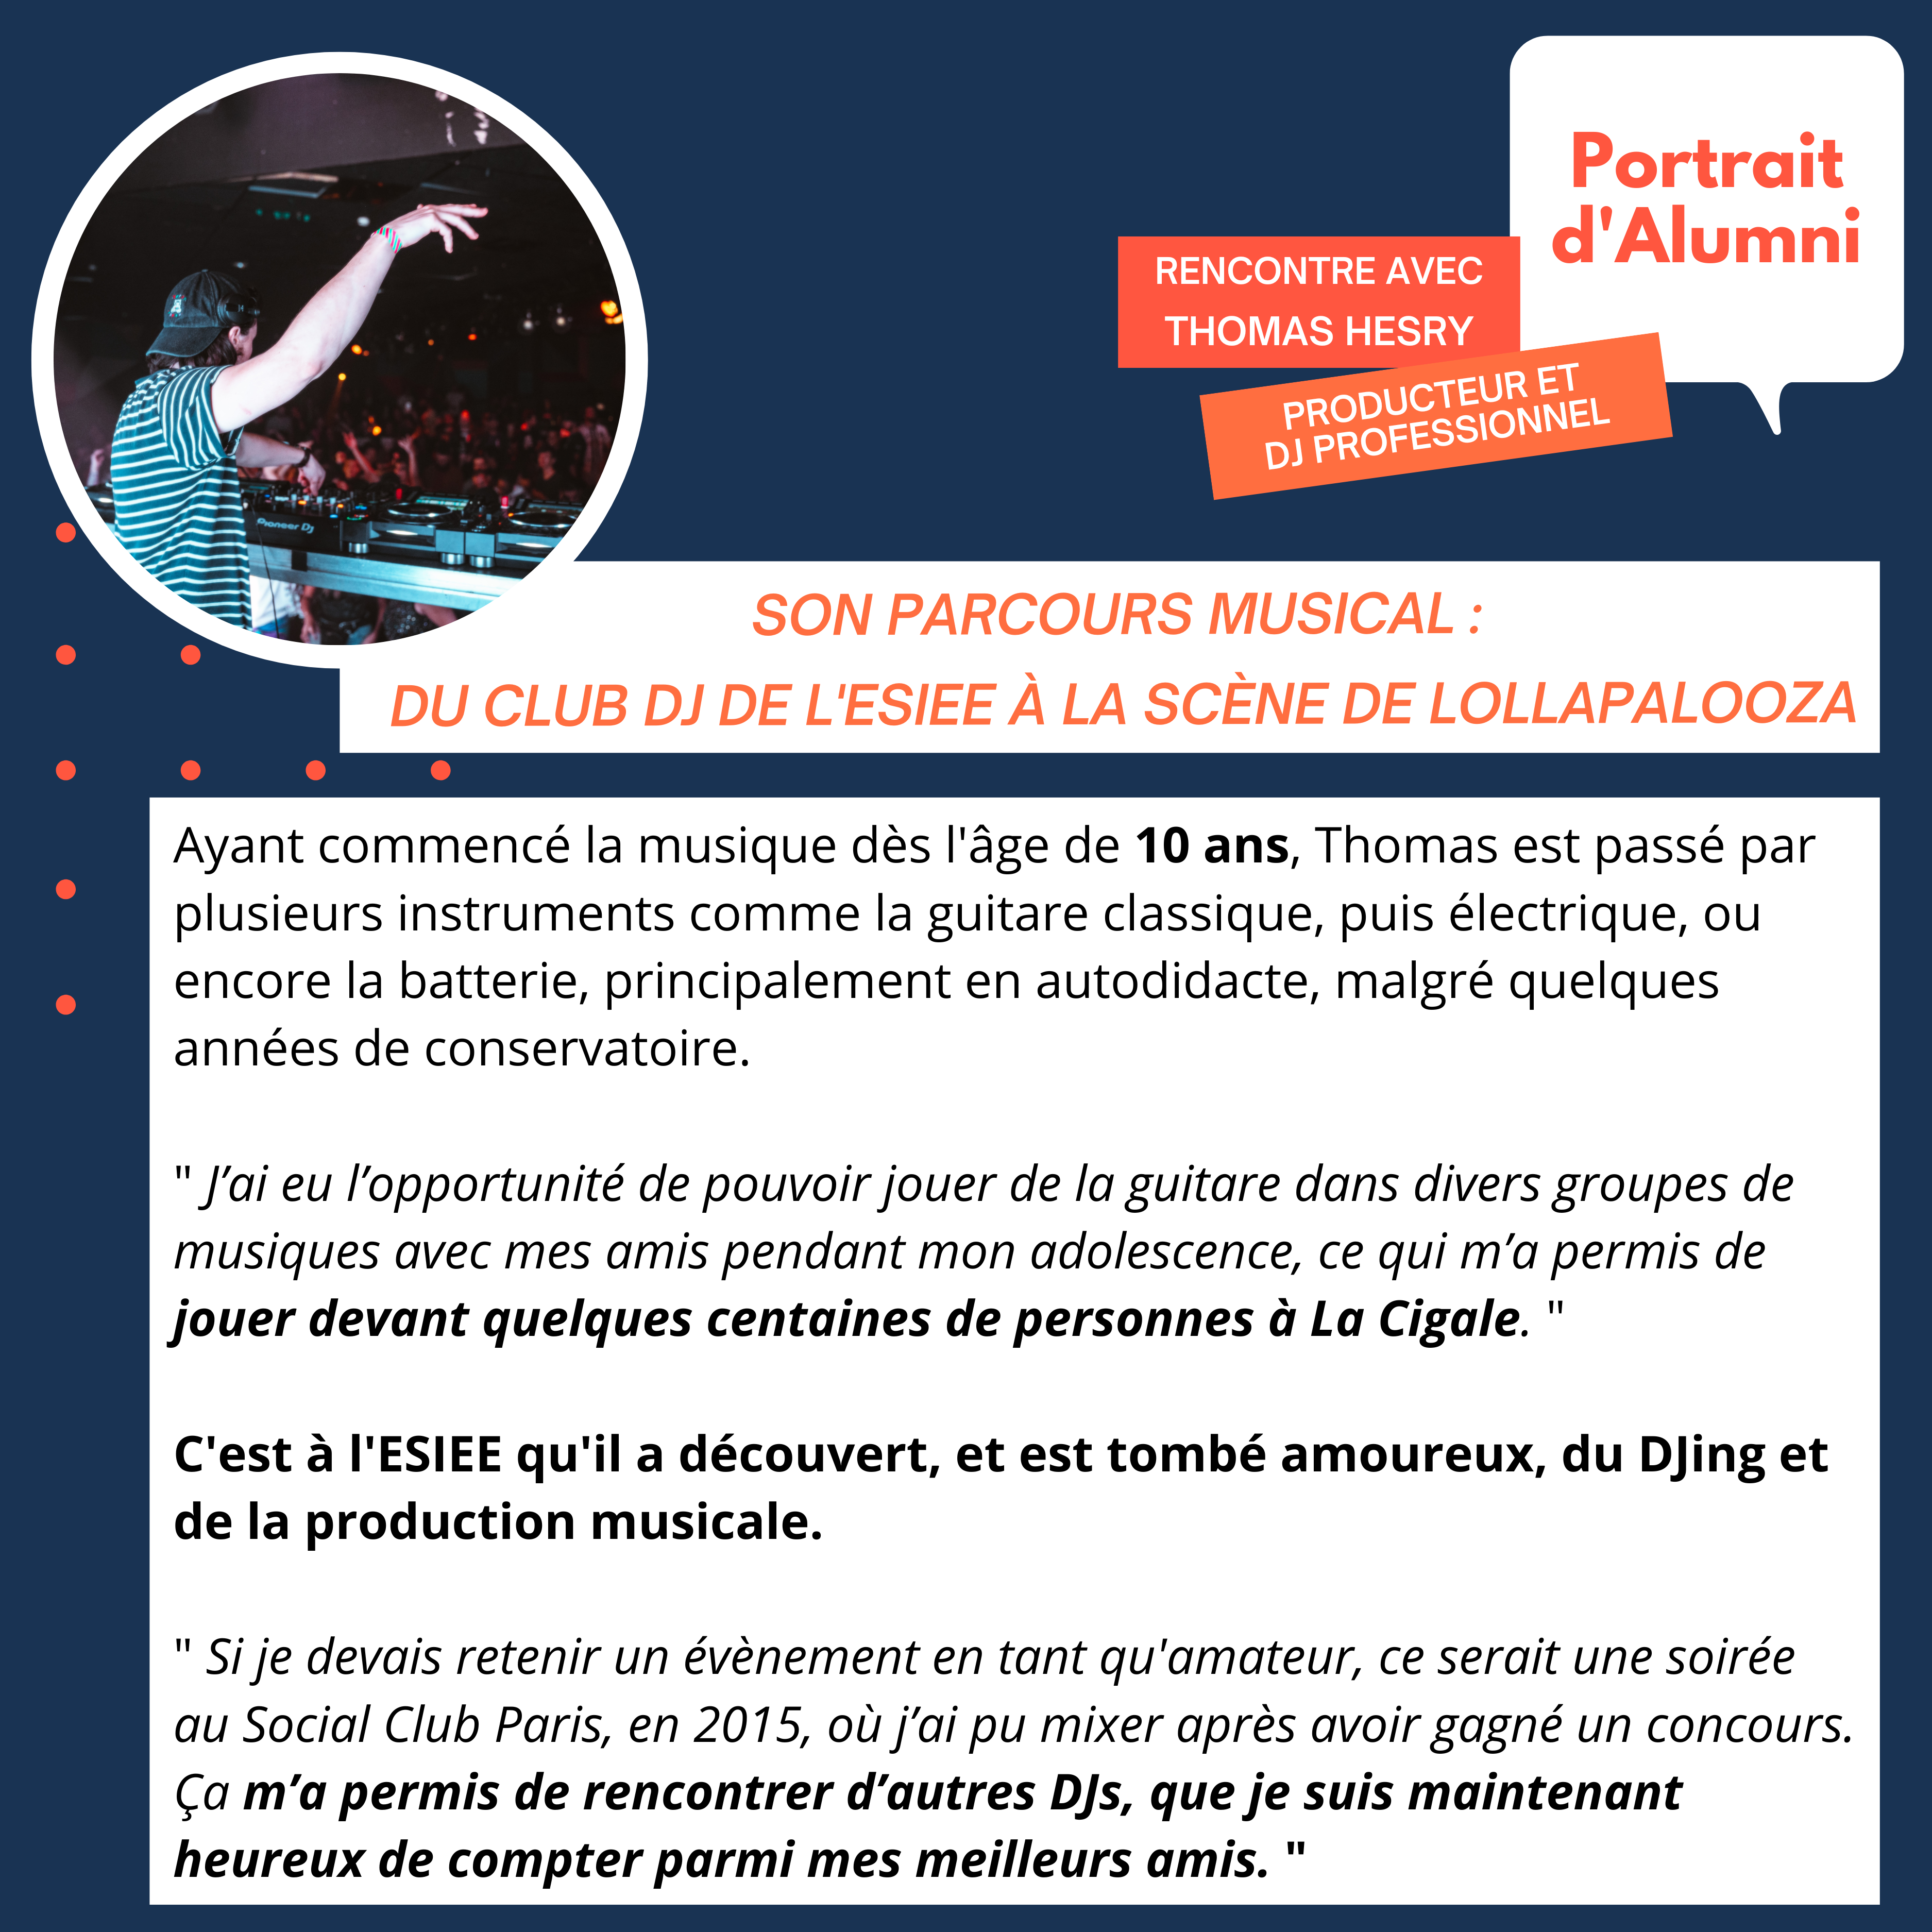 Portrait
d'Alumni
RENCONTRE AVEC
THOMAS HESRY
PRODUCTEUR ET
DJ PROFESSIONNEL
Pioneer Dj
SON PARCOURS MUSICAL :
DU CLUB DJ DE L'ESIEE À LA SCÈNE DE LOLLAPALOOZA
Ayant commencé la musique dès l'âge de 10 ans, Thomas est passé par
plusieurs instruments comme la guitare classique, puis électrique, ou
encore la batterie, principalement en autodidacte, malgré quelques
années de conservatoire.
" J’ai eu l’opportunité de pouvoir jouer de la guitare dans divers groupes de
musiques avec mes amis pendant mon adolescence, ce qui m’a permis de
jouer devant quelques centaines de personnes à La Cigale. "
C'est à l'ESIEE qu'il a découvert, et est tombé amoureux, du DJing et
de la production musicale.
" Si je devais retenir un évènement en tant qu'amateur, ce serait une soirée
au Social Club Paris, en 2015, où j’ai pu mixer après avoir gagné un concours.
Ça m’a permis de rencontrer d’autres DJs, que je suis maintenant
heureux de compter parmi mes meilleurs amis. "